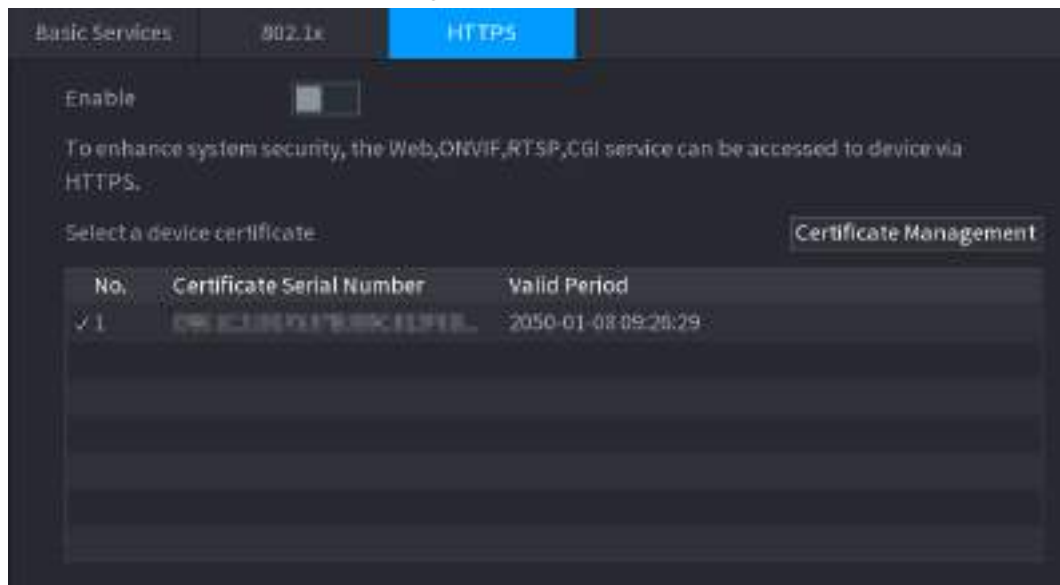 Basic Services 802.1x HTTPS
Enable
To enhance system security, the Web,ONVIF,RTSP,CGI service can be accessed to device via
HTTPS.
Select a device certificate Certificate Management
No. Certificate Serial Number Valid Period
✓ 1 2050-01-08 09:26:29